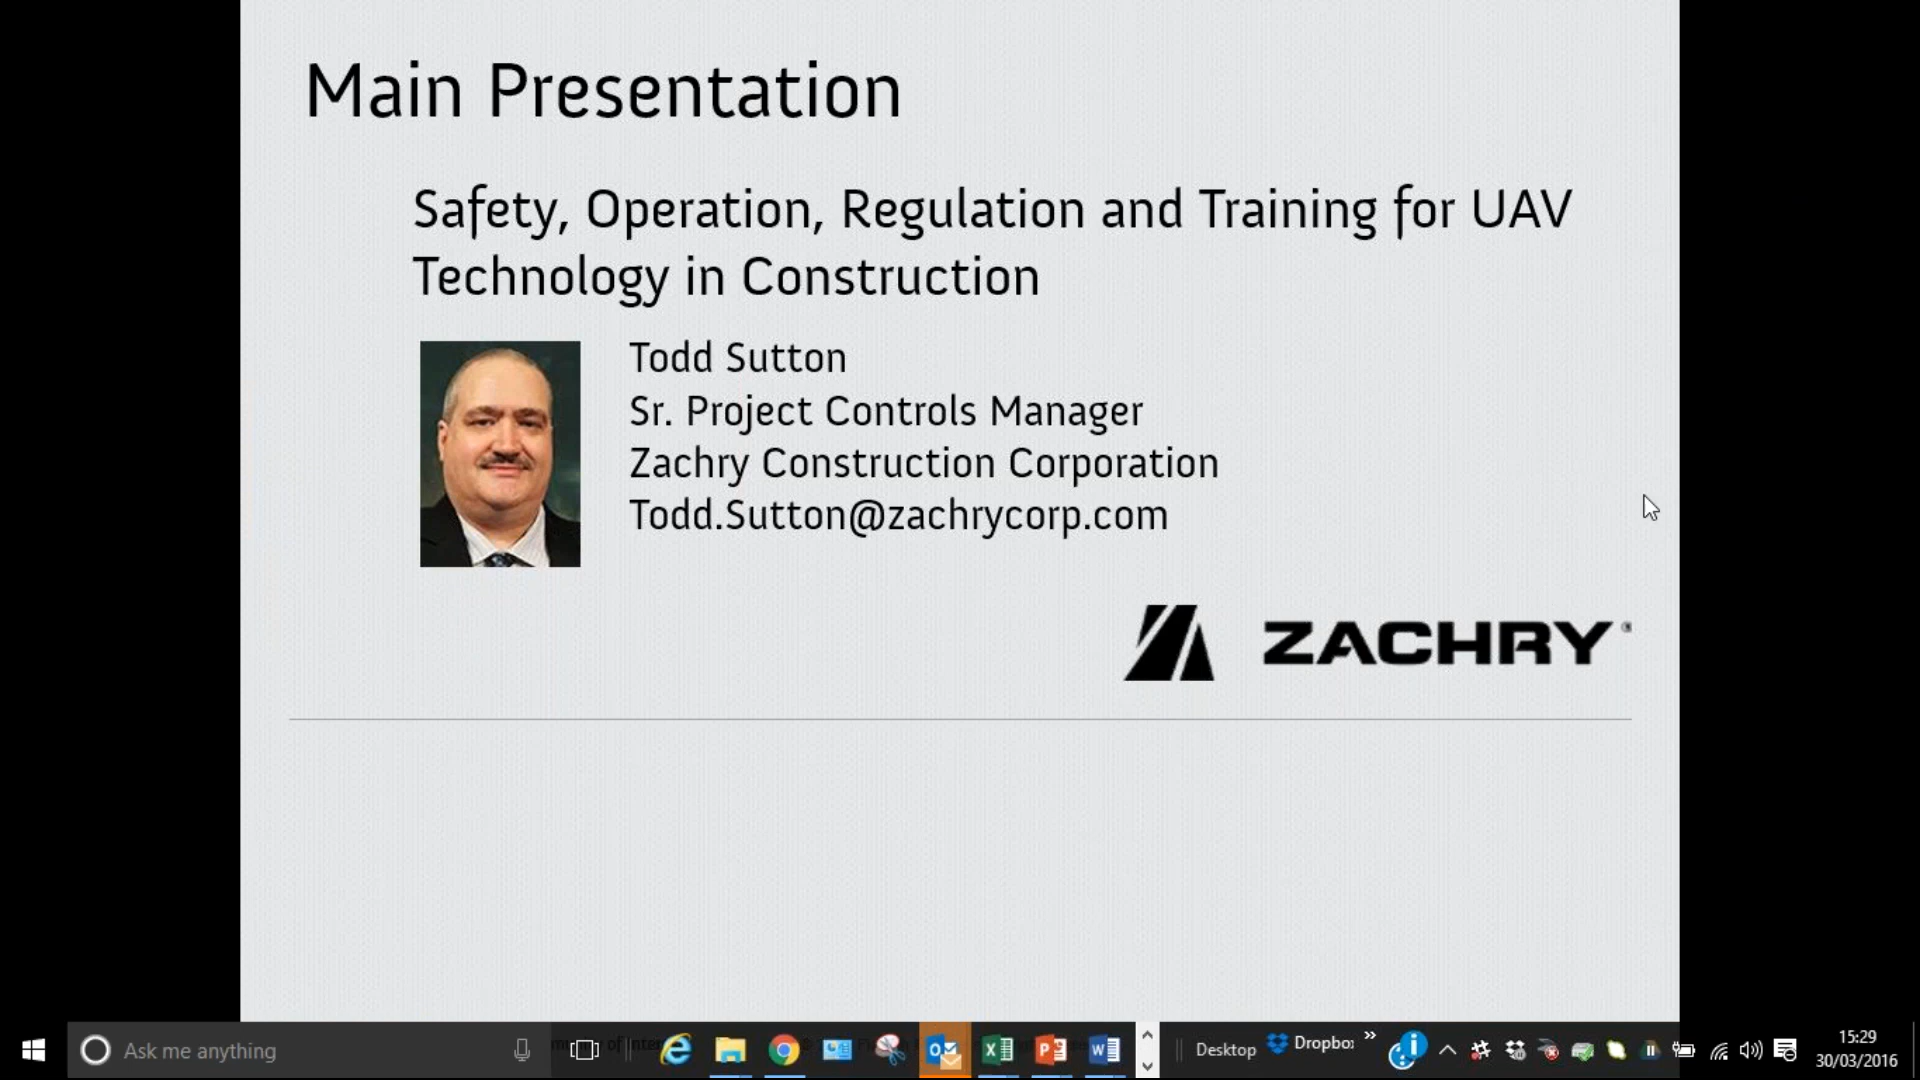 Main Presentation
Safety, Operation, Regulation and Training for UAV
Technology in Construction
Todd Sutton
Sr. Project Controls Manager
Zachry Construction Corporation
Todd.Sutton@zachrycorp.com
ZACHRY
Ask me anything
Desktop
Dropbox
15:29
30/03/2016